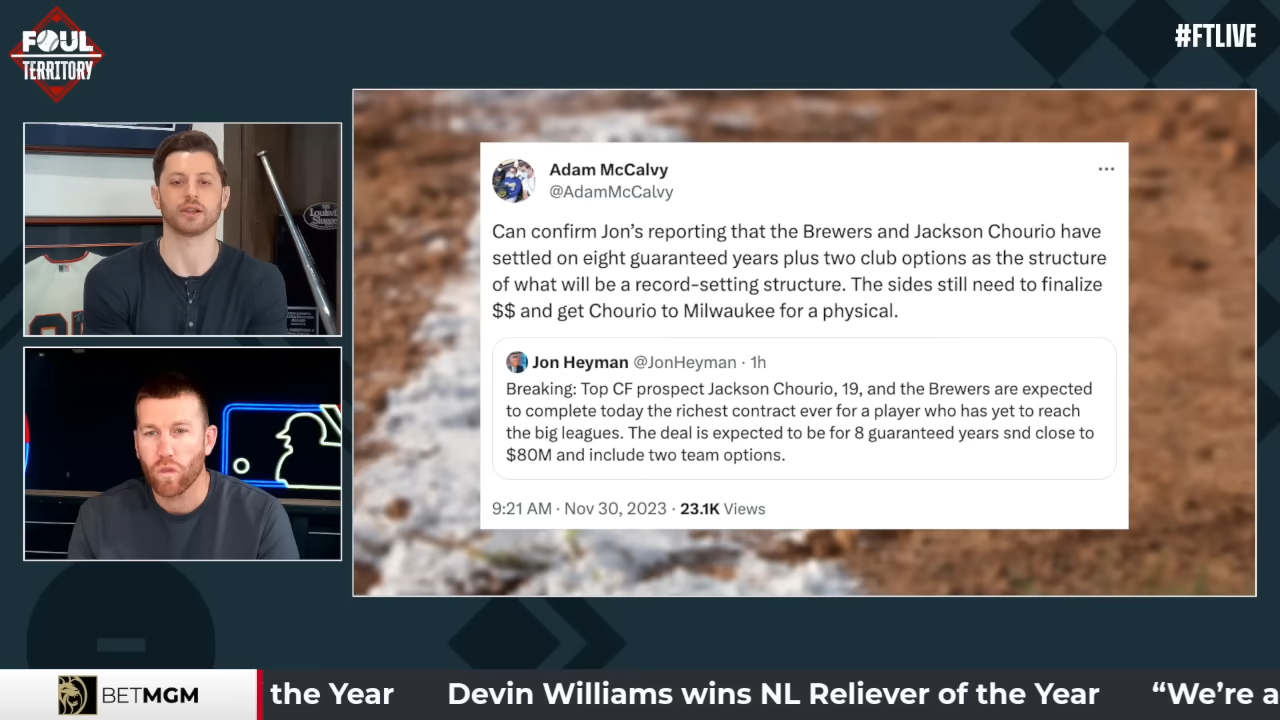 FOUL
TERRITORY
#FTLIVE
Louisville
Slugger
Adam McCalvy
@AdamMcCalvy
Can confirm Jon’s reporting that the Brewers and Jackson Chourio have
settled on eight guaranteed years plus two club options as the structure
of what will be a record-setting structure. The sides still need to finalize
$$ and get Chourio to Milwaukee for a physical.
Jon Heyman @JonHeyman · 1h
Breaking: Top CF prospect Jackson Chourio, 19, and the Brewers are expected
to complete today the richest contract ever for a player who has yet to reach
the big leagues. The deal is expected to be for 8 guaranteed years snd close to
$80M and include two team options.
9:21 AM · Nov 30, 2023 · 23.1K Views
BETMGM
the Year Devin Williams wins NL Reliever of the Year “We’re a